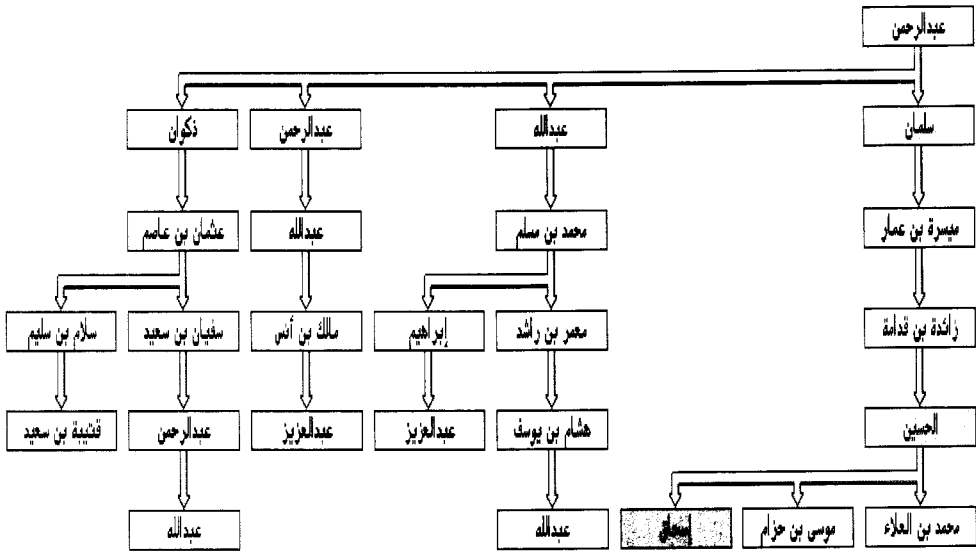 عبدالرحمن
سلمان
عبدالله
عبدالرحمن
ذكوان
ميسرة بن عمار
محمد بن مسلم
عبدالله
عثمان بن عاصم
زائدة بن قدامة
معمر بن راشد
إبراهيم
مالك بن أنس
سفيان بن سعيد
سلام بن سليم
الحسين
هشام بن يوسف
عبدالعزيز
عبدالعزيز
عبدالرحمن
قتيبة بن سعيد
محمد بن العلاء
موسى بن حزام
إسحاق
عبدالله
عبدالله